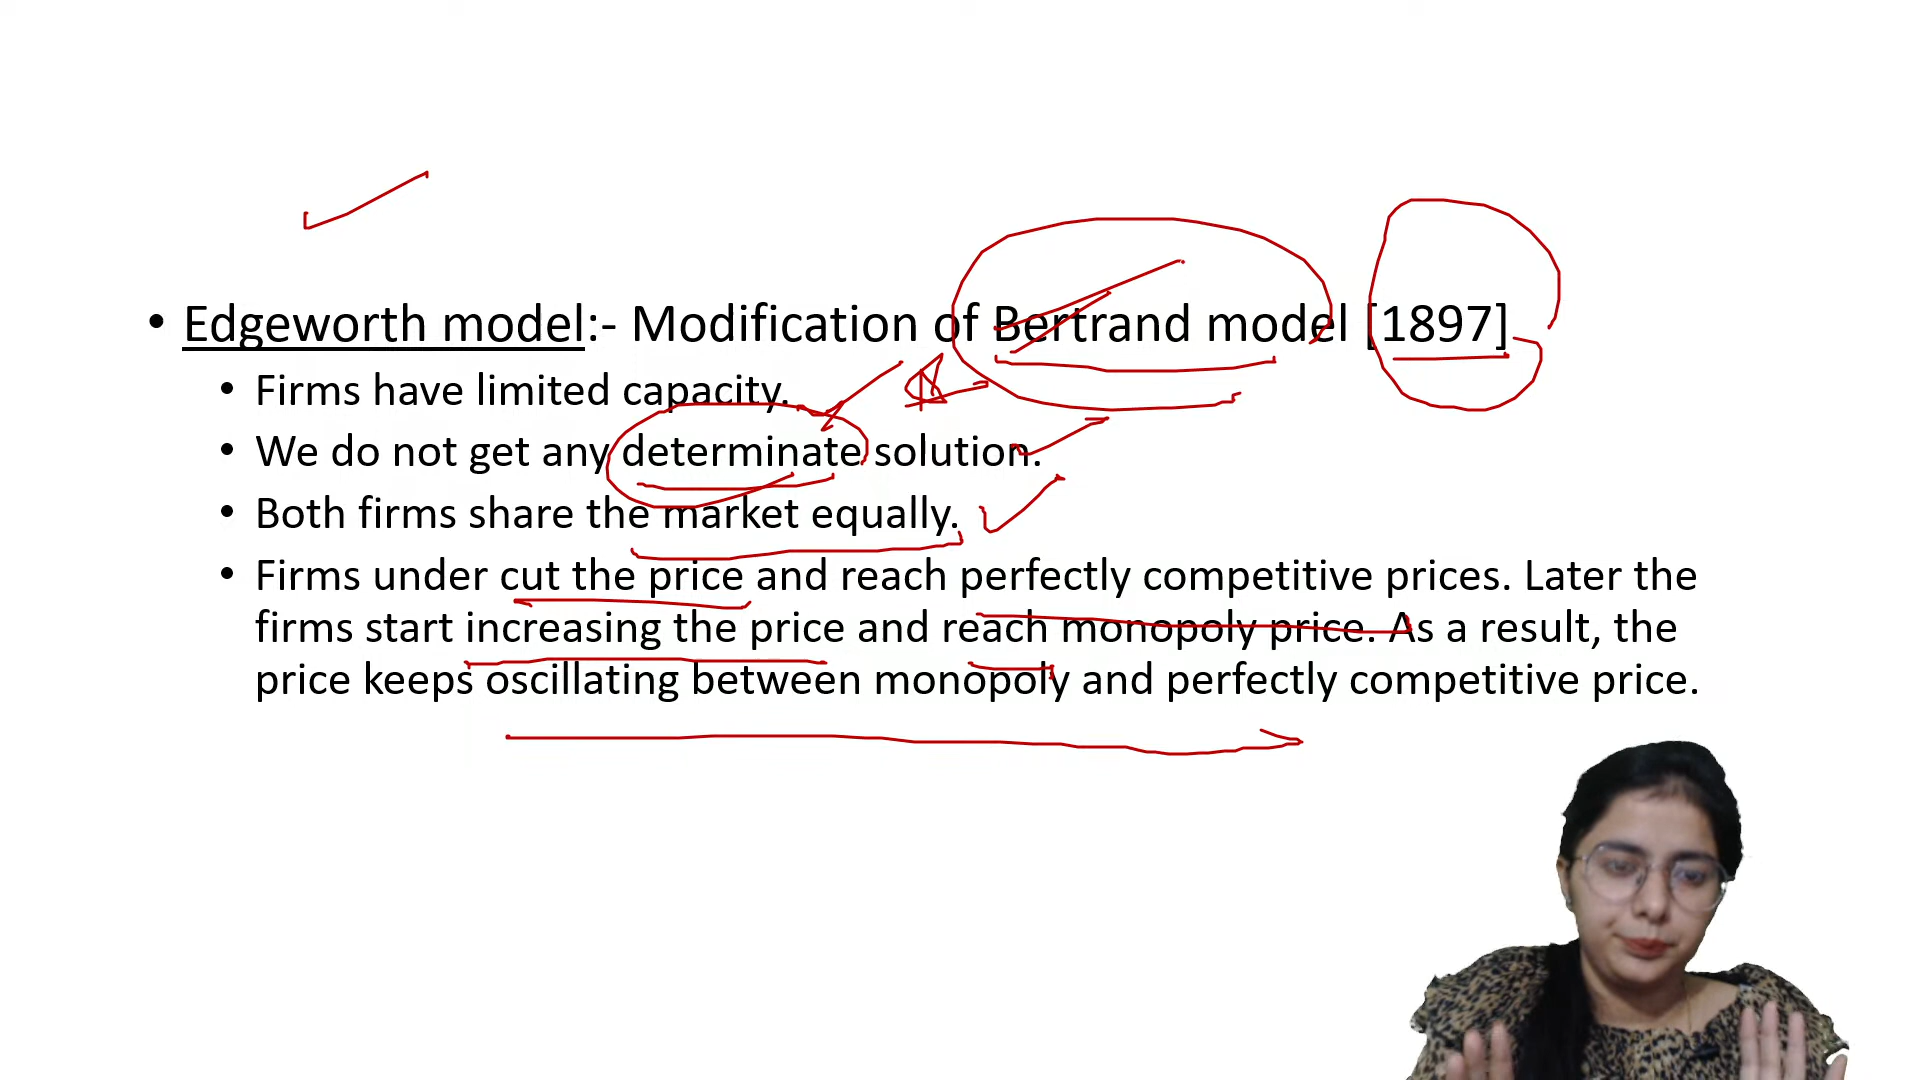 • Edgeworth model:- Modification of Bertrand model [1897]
• Firms have limited capacity.
• We do not get any determinate solution.
• Both firms share the market equally.
• Firms under cut the price and reach perfectly competitive prices. Later the
firms start increasing the price and reach monopoly price. As a result, the
price keeps oscillating between monopoly and perfectly competitive price.